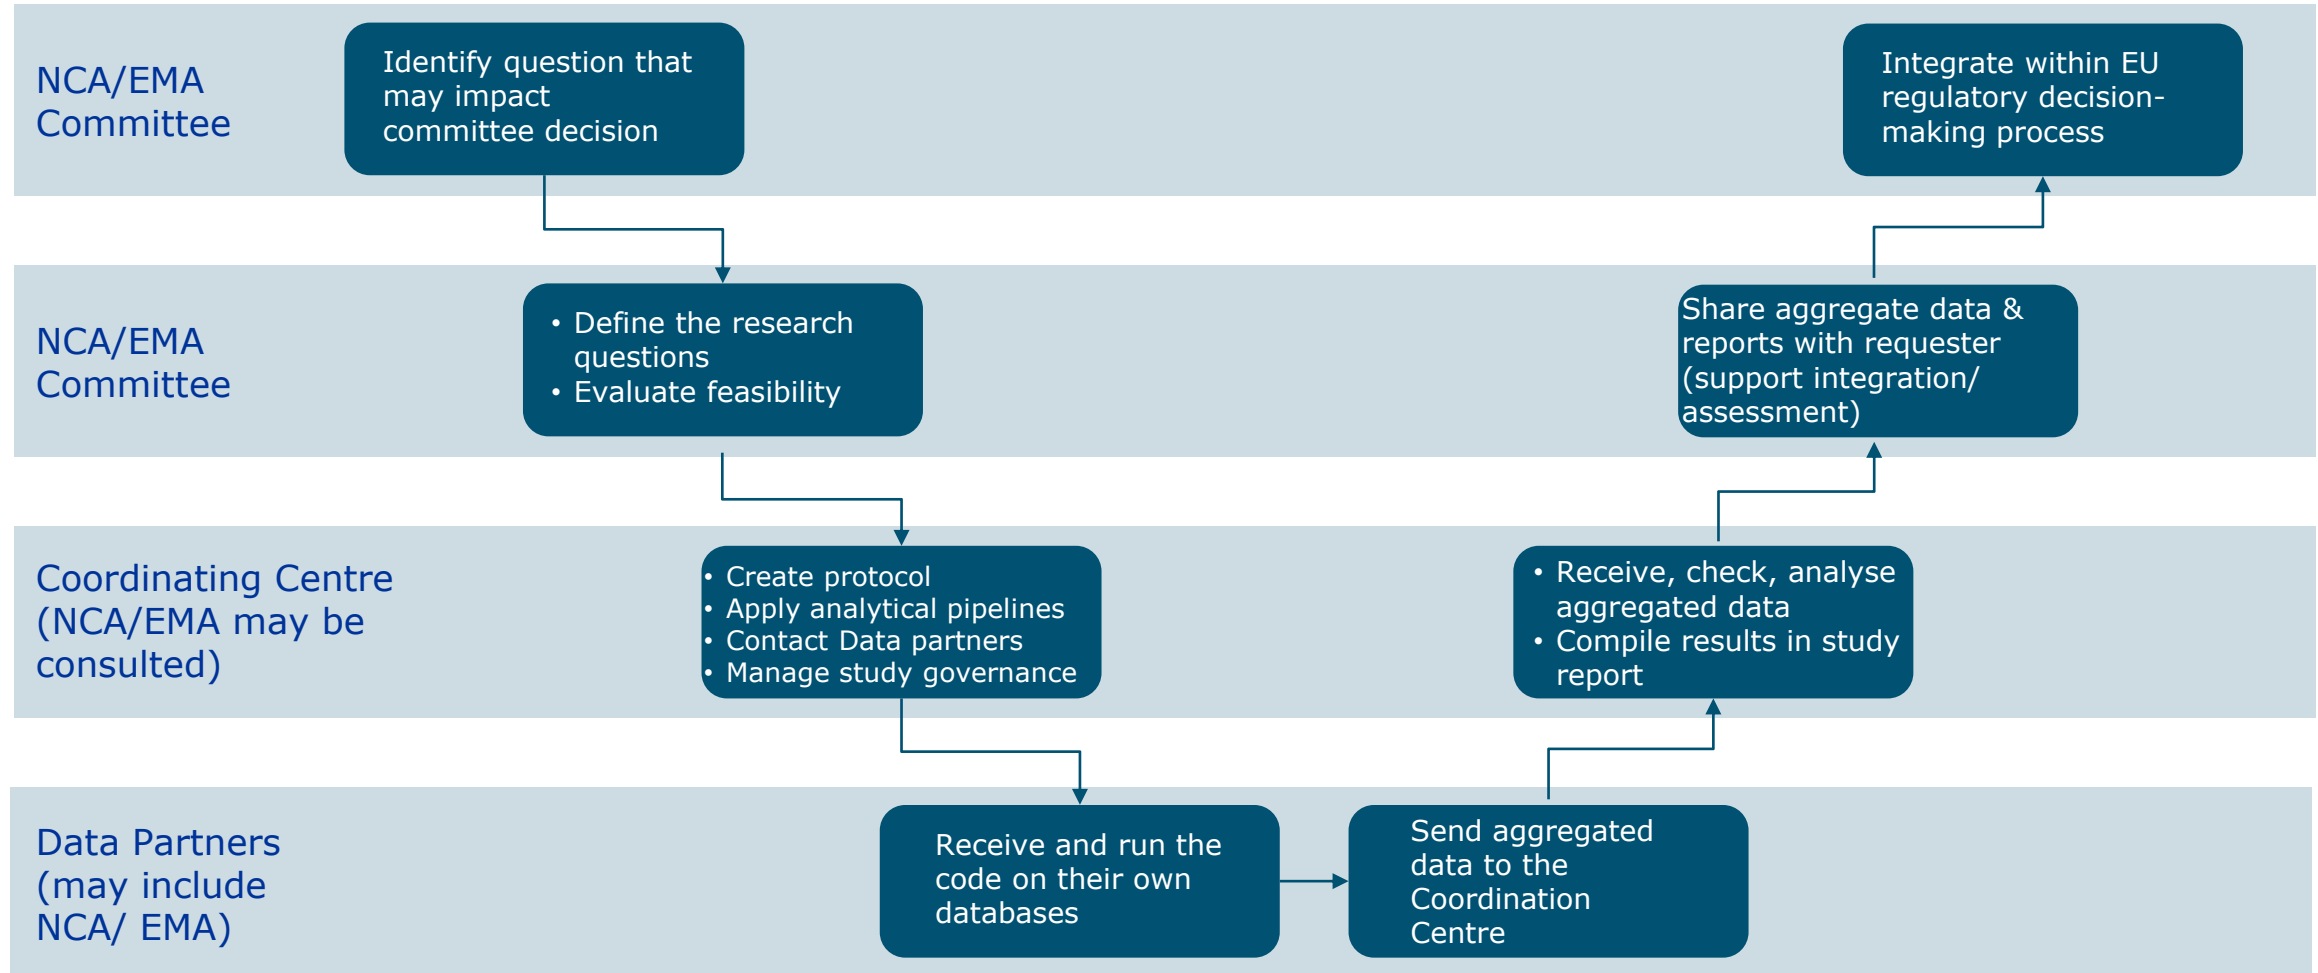 NCA/EMA
Committee
Identify question that
may impact
committee decision
Integrate within EU
regulatory decision-
making process
NCA/EMA
Committee
• Define the research
questions
• Evaluate feasibility
Share aggregate data &
reports with requester
(support integration/
assessment)
Coordinating Centre
(NCA/EMA may be
consulted)
• Create protocol
• Apply analytical pipelines
• Contact Data partners
• Manage study governance
• Receive, check, analyse
aggregated data
• Compile results in study
report
Data Partners
(may include
NCA/ EMA)
Receive and run the
code on their own
databases
Send aggregated
data to the
Coordination
Centre